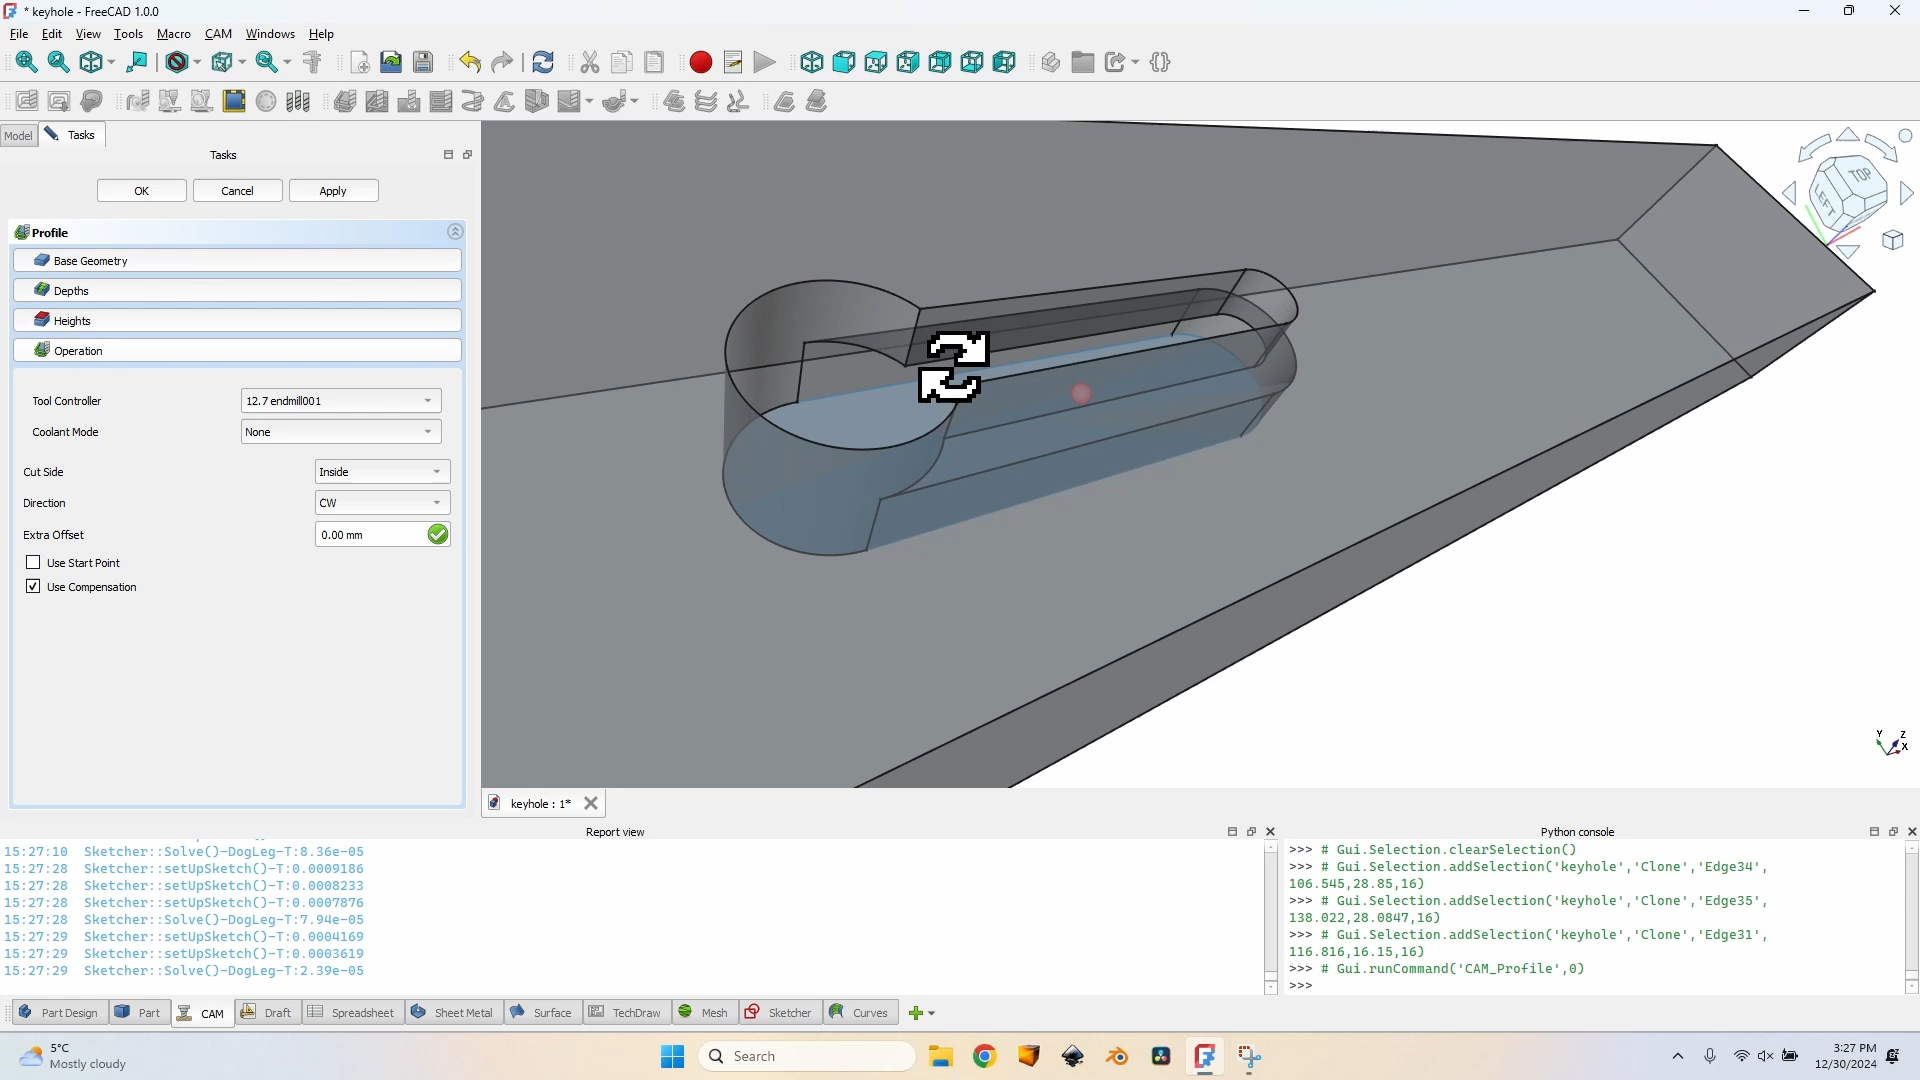 * keyhole - FreeCAD 1.0.0
File Edit View Tools Macro CAM Windows Help
Model Tasks
Tasks
OK Cancel Apply
Profile
Base Geometry
Depths
Heights
Operation
Tool Controller 12.7 endmill001
Coolant Mode None
Cut Side Inside
Direction CW
Extra Offset 0.00 mm
Use Start Point
Use Compensation
TOP
LEFT
Y Z
X
keyhole : 1*
Report view
15:27:10 Sketcher::Solve()-DogLeg-T:8.36e-05
15:27:28 Sketcher::setUpSketch()-T:0.0009186
15:27:28 Sketcher::setUpSketch()-T:0.0008233
15:27:28 Sketcher::setUpSketch()-T:0.0007876
15:27:28 Sketcher::Solve()-DogLeg-T:7.94e-05
15:27:29 Sketcher::setUpSketch()-T:0.0004169
15:27:29 Sketcher::setUpSketch()-T:0.0003619
15:27:29 Sketcher::Solve()-DogLeg-T:2.39e-05
Python console
>>> # Gui.Selection.clearSelection()
>>> # Gui.Selection.addSelection('keyhole','Clone','Edge34',
106.545,28.85,16)
>>> # Gui.Selection.addSelection('keyhole','Clone','Edge35',
138.022,28.0847,16)
>>> # Gui.Selection.addSelection('keyhole','Clone','Edge31',
116.816,16.15,16)
>>> # Gui.runCommand('CAM_Profile',0)
>>>
Part Design Part CAM Draft Spreadsheet Sheet Metal Surface TechDraw Mesh Sketcher Curves
5°C
Mostly cloudy
Search
3:27 PM
12/30/2024